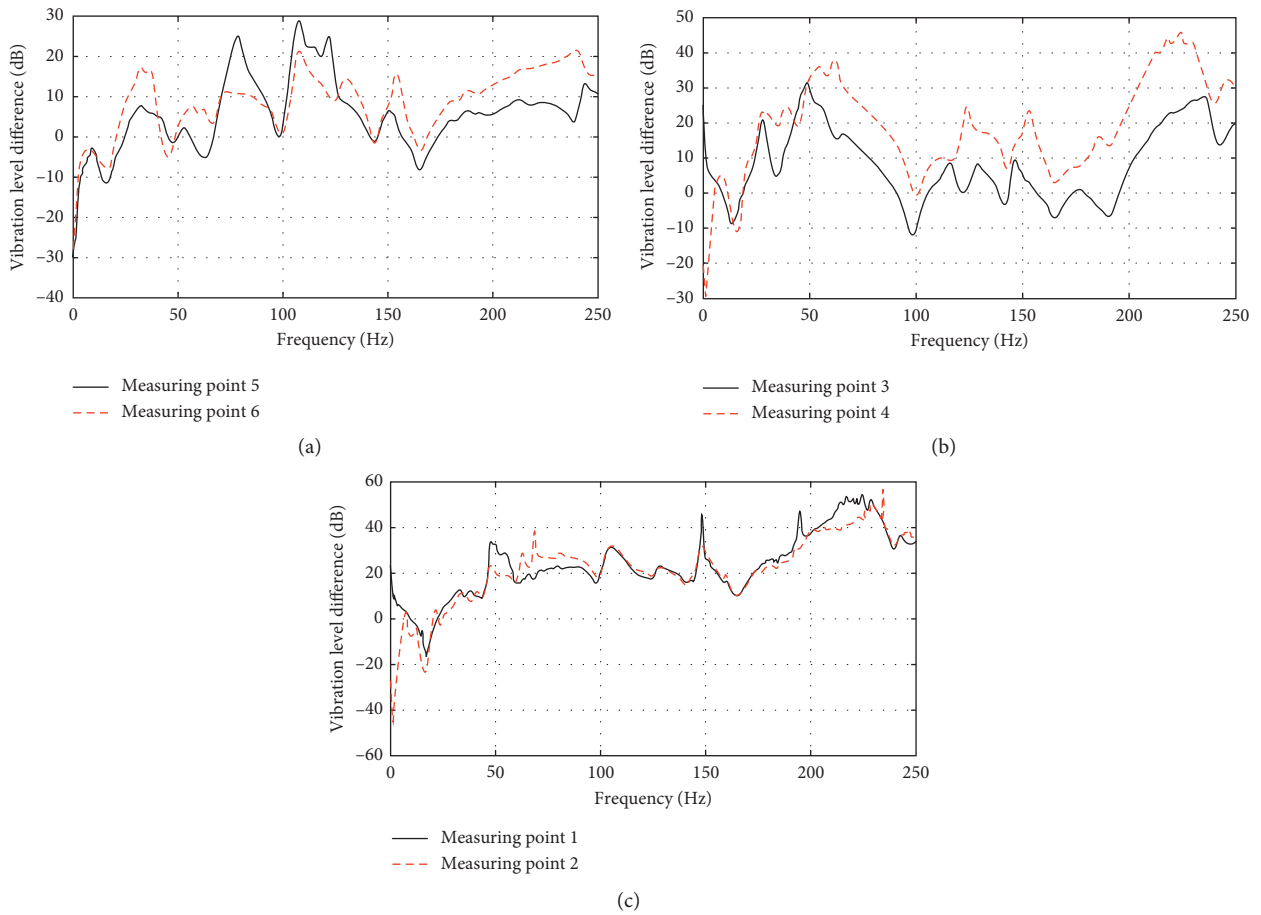 30
20
10
0
–10
–20
–30
–40
Vibration level difference (dB)
0 50 100 150 200 250
Frequency (Hz)
Measuring point 5
Measuring point 6
(a)
50
40
30
20
10
0
–10
–20
–30
Vibration level difference (dB)
0 50 100 150 200 250
Frequency (Hz)
Measuring point 3
Measuring point 4
(b)
60
40
20
0
–20
–40
–60
Vibration level difference (dB)
0 50 100 150 200 250
Frequency (Hz)
Measuring point 1
Measuring point 2
(c)